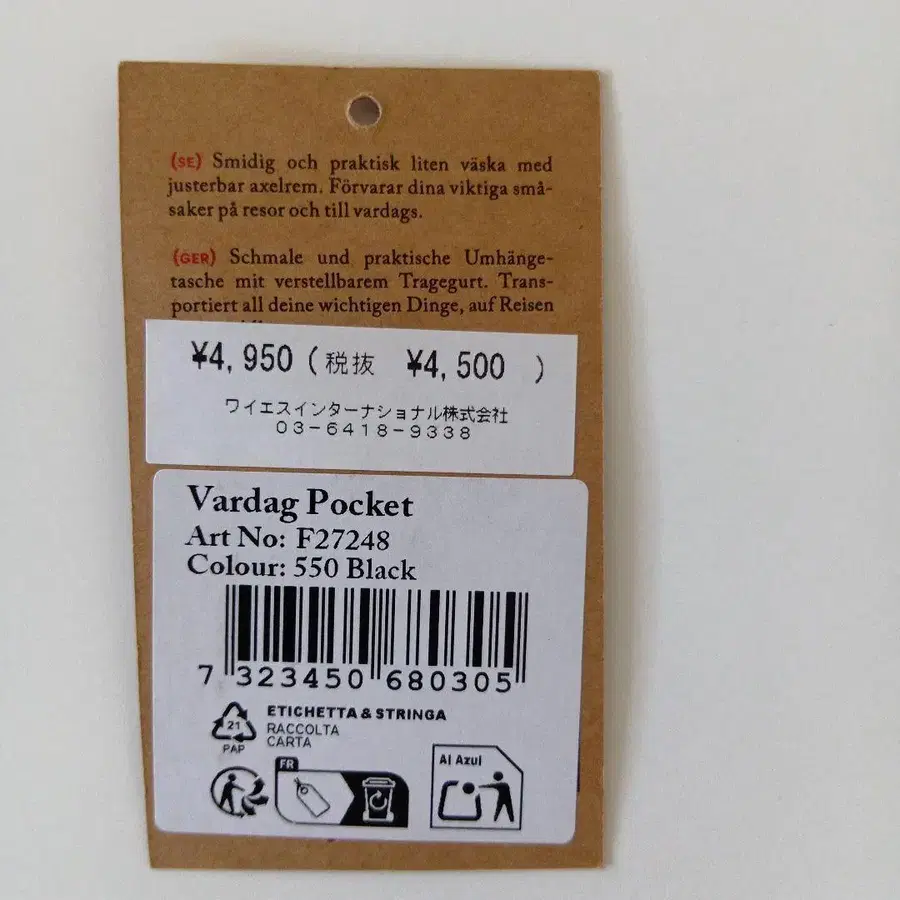 (SE) Smidig och praktisk liten väska med
justerbar axelrem. Förvarar dina viktiga små-
saker på resor och till vardags.
(GER) Schmale und praktische Umhänge-
tasche mit verstellbarem Tragegurt. Trans-
portiert all deine wichtigen Dinge, auf Reisen
¥4,950 (税抜 ¥4,500 )
ワイエスインターナショナル株式会社
03-6418-9338
Vardag Pocket
Art No: F27248
Colour: 550 Black
7 323450 680305
21
PAP
ETICHETTA & STRINGA
RACCOLTA
CARTA
FR
Al Azul